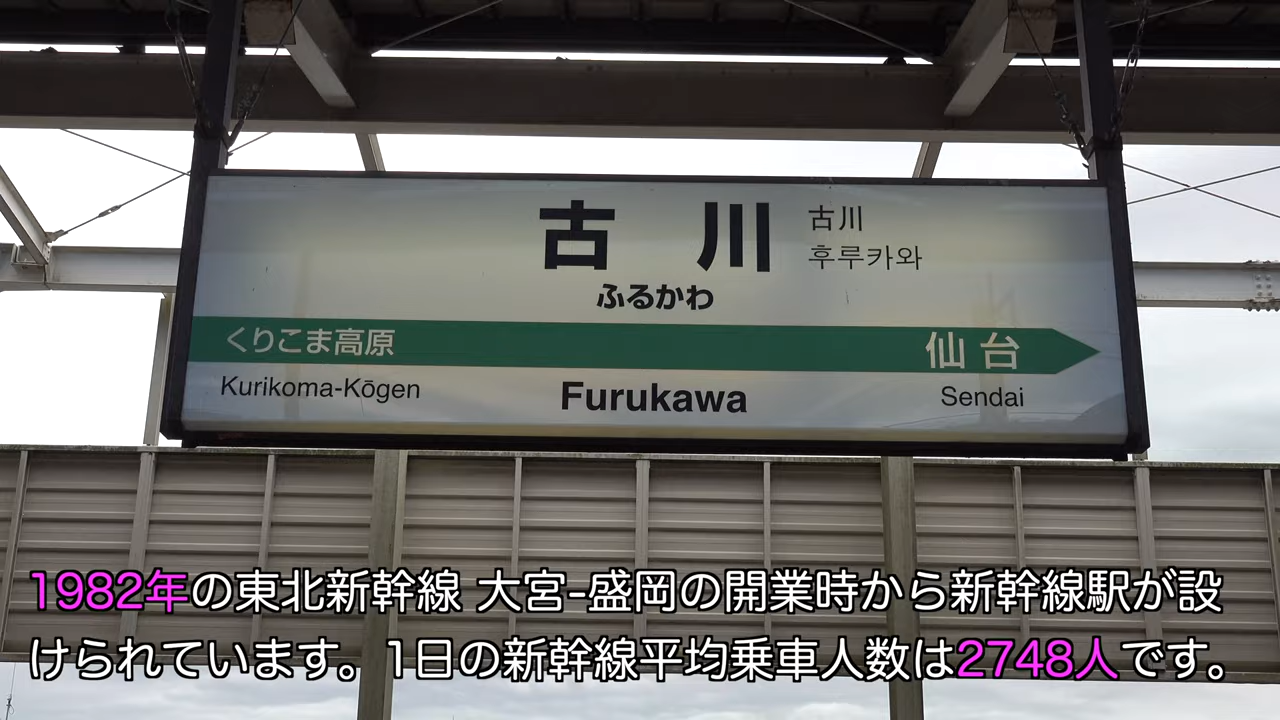 古川
古川
후루카와
ふるかわ
くりこま高原
仙台
Kurikoma-Kōgen
Furukawa
Sendai
1982年の東北新幹線 大宮-盛岡の開業時から新幹線駅が設
けられています。1日の新幹線平均乗車人数は2748人です。